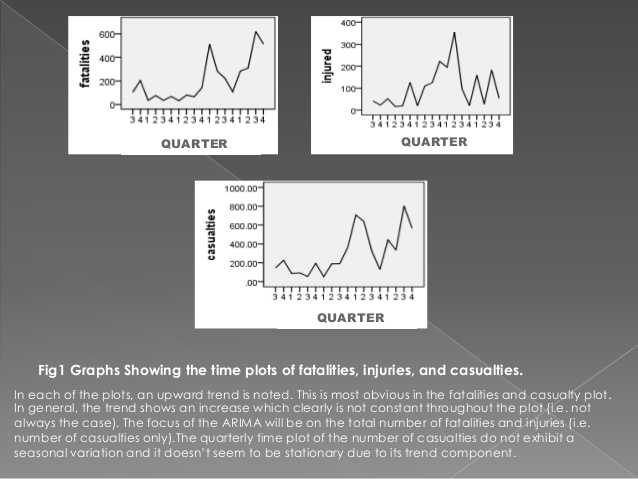 fatalities
600
400
200
0
3 4 1 2 3 4 1 2 3 4 1 2 3 4 1 2 3 4
QUARTER
injured
400
300
200
100
0
3 4 1 2 3 4 1 2 3 4 1 2 3 4 1 2 3 4
QUARTER
casualties
1000.00
800.00
600.00
400.00
200.00
.00
3 4 1 2 3 4 1 2 3 4 1 2 3 4 1 2 3 4
QUARTER
Fig1 Graphs Showing the time plots of fatalities, injuries, and casualties.
In each of the plots, an upward trend is noted. This is most obvious in the fatalities and casualty plot.
In general, the trend shows an increase which clearly is not constant throughout the plot (i.e. not
always the case). The focus of the ARIMA will be on the total number of fatalities and injuries (i.e.
number of casualties only).The quarterly time plot of the number of casualties do not exhibit a
seasonal variation and it doesn't seem to be stationary due to its trend component.